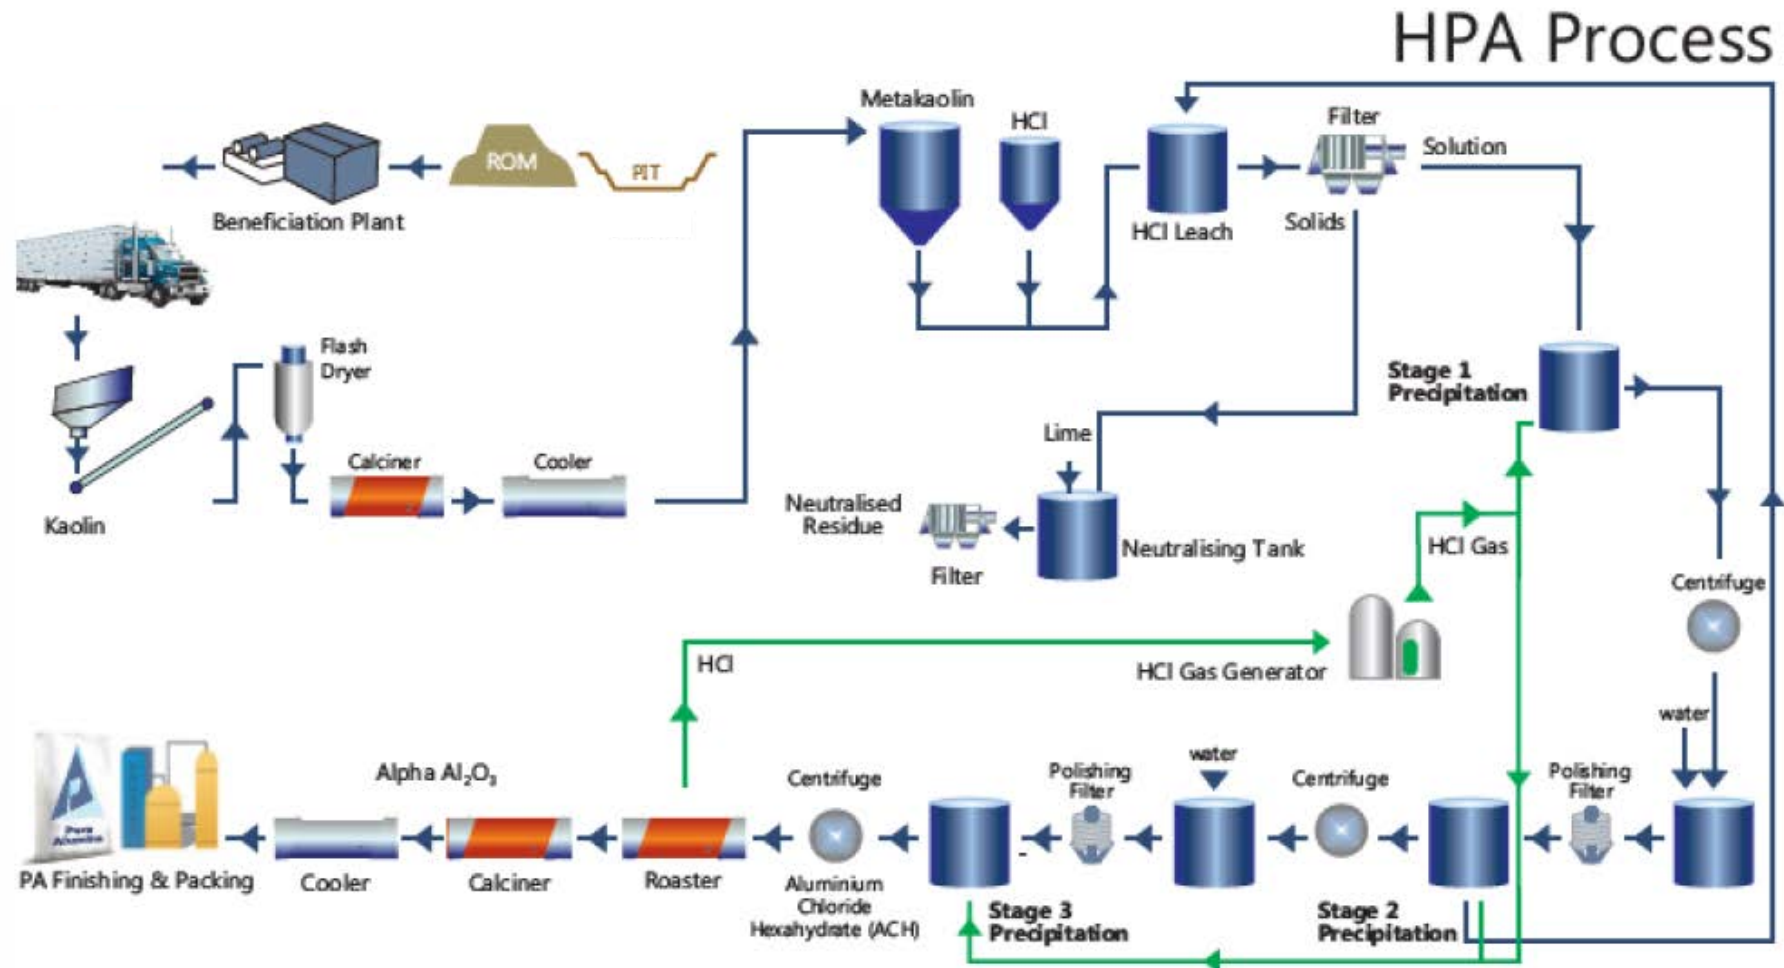 HPA Process
Metakaolin
HCl
Filter
Solution
ROM
PIT
Beneficiation Plant
HCl Leach
Solids
Flash
Dryer
Stage 1
Precipitation
Lime
Calciner
Cooler
Neutralised
Residue
Kaolin
Neutralising Tank
HCl Gas
Filter
Centrifuge
HCl
HCl Gas Generator
water
Alpha Al₂O₃
Centrifuge
Polishing
Filter
water
Centrifuge
Polishing
Filter
Pure
Alumina
PA Finishing & Packing
Cooler
Calciner
Roaster
Aluminium
Chloride
Hexahydrate (ACH)
Stage 3
Precipitation
Stage 2
Precipitation